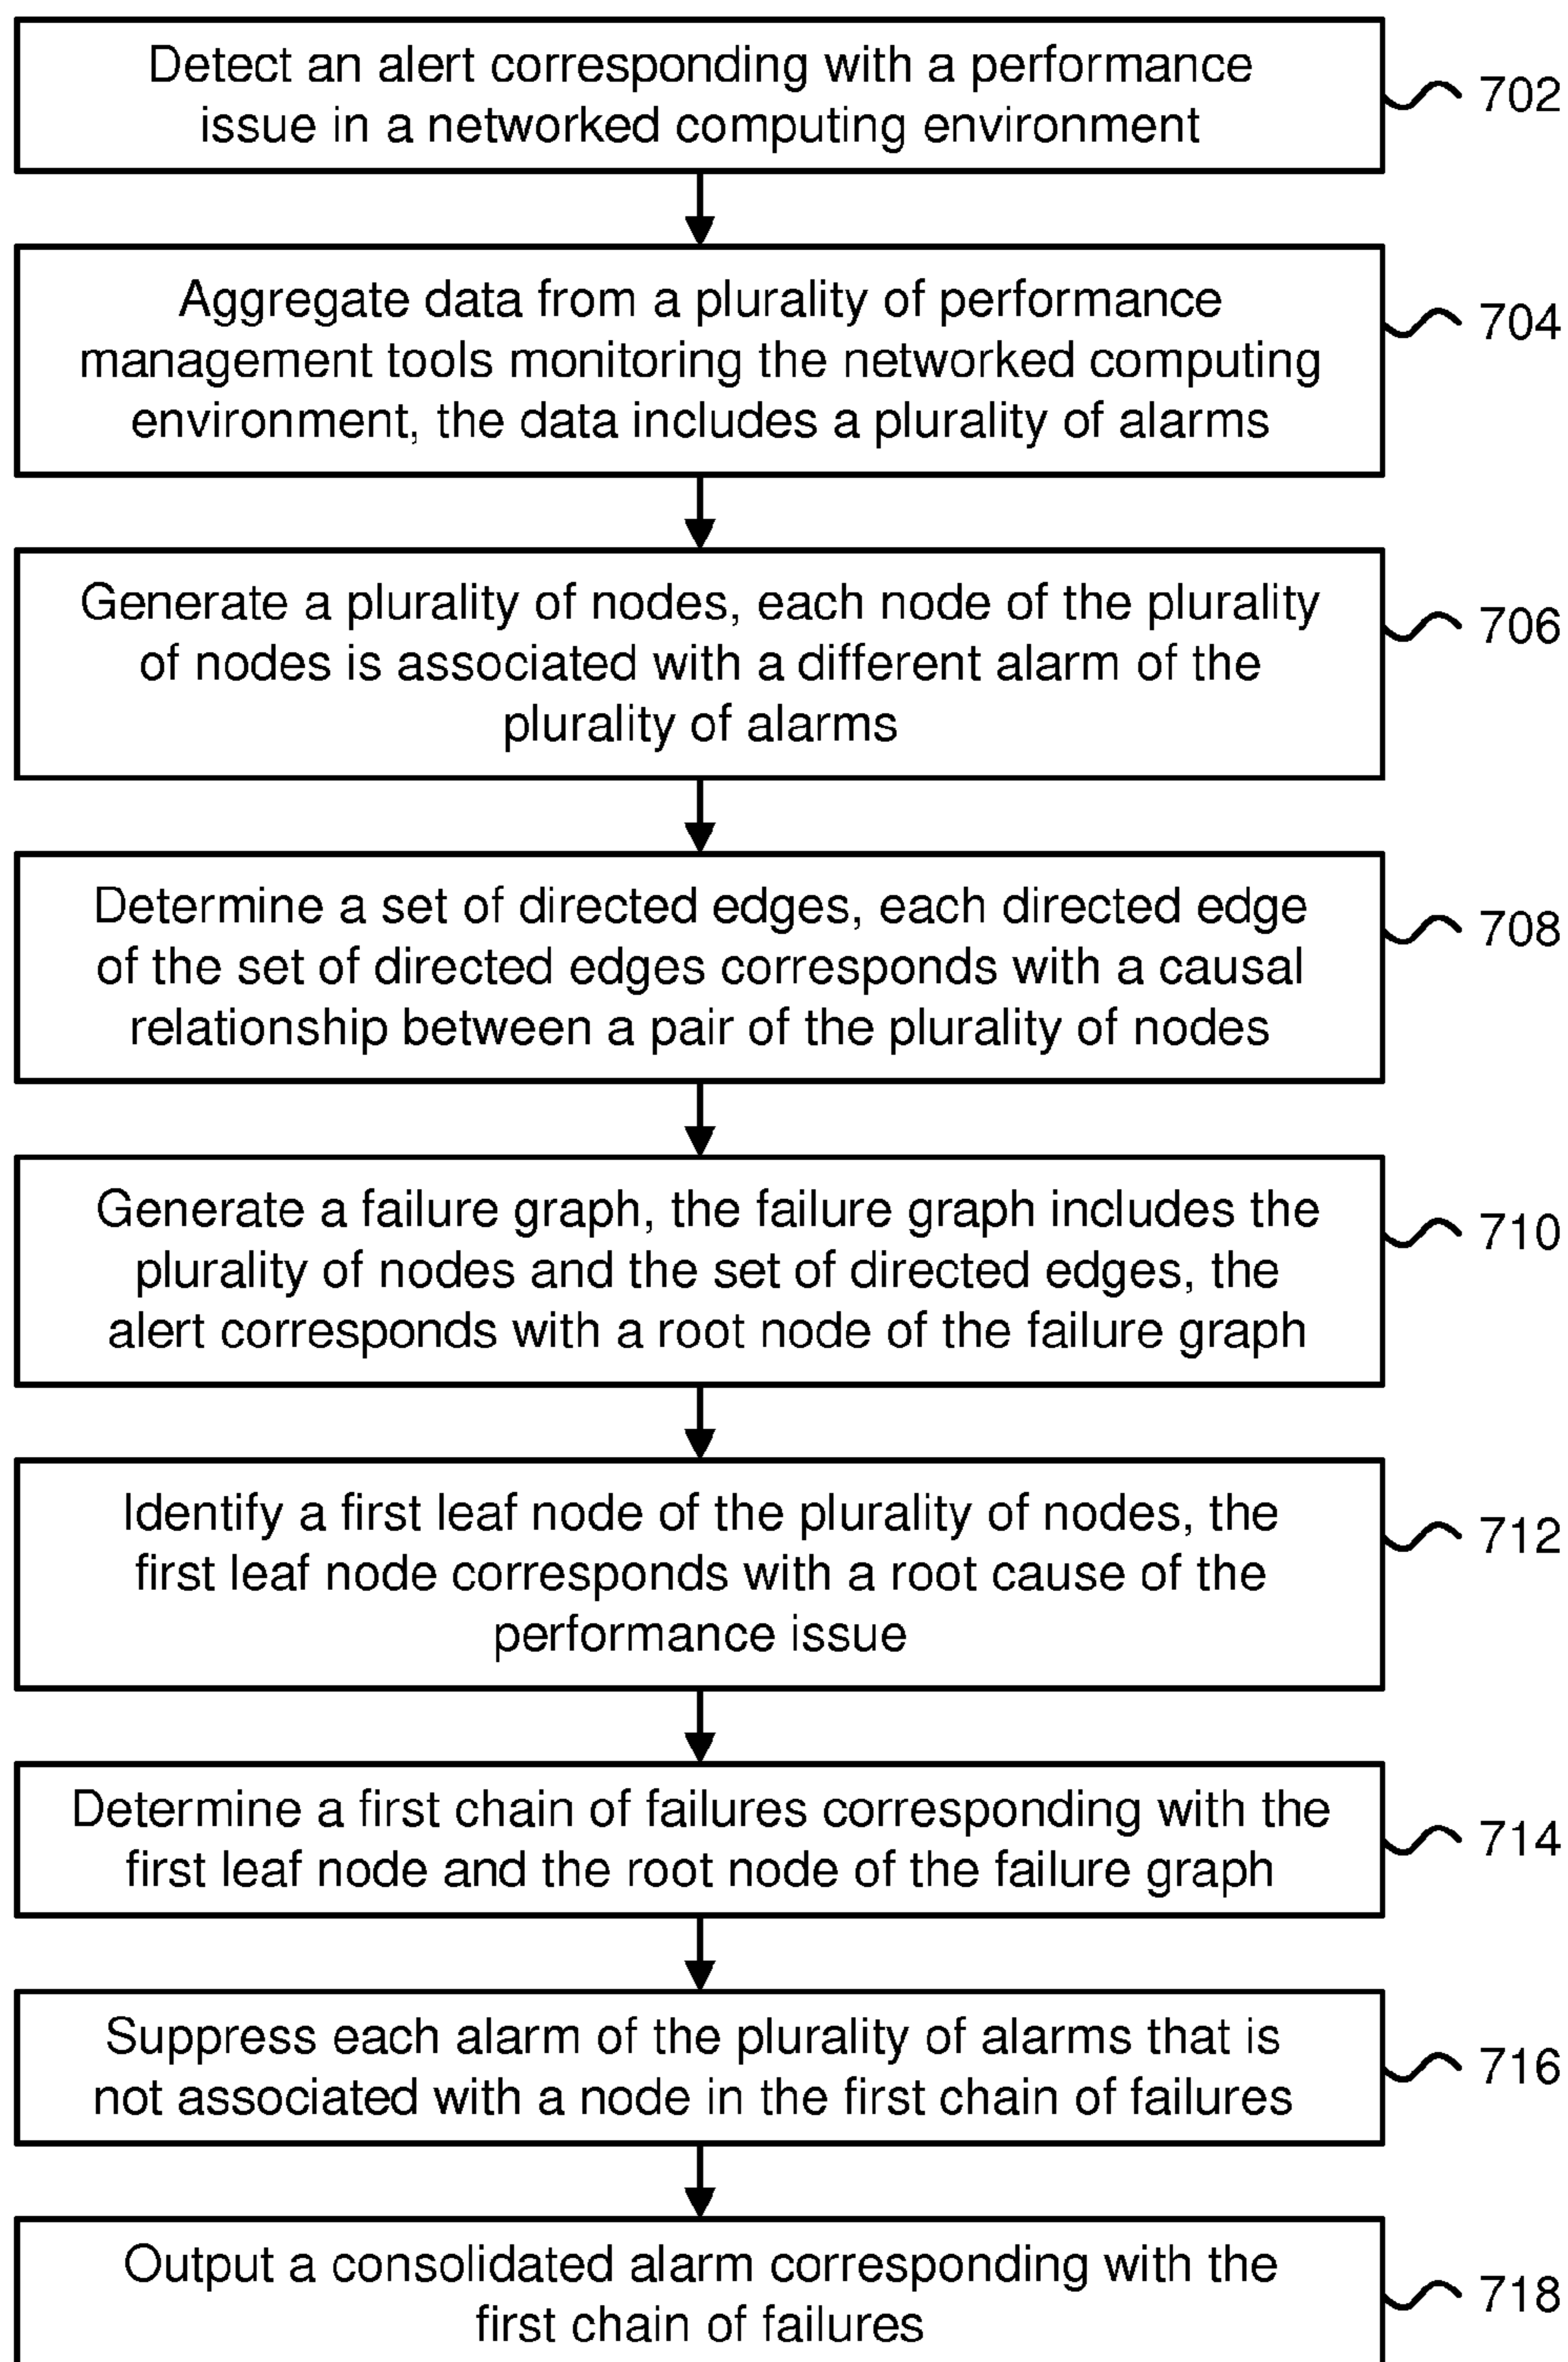 Detect an alert corresponding with a performance
issue in a networked computing environment
702
Aggregate data from a plurality of performance
management tools monitoring the networked computing
environment, the data includes a plurality of alarms
704
Generate a plurality of nodes, each node of the plurality
of nodes is associated with a different alarm of the
plurality of alarms
706
Determine a set of directed edges, each directed edge
of the set of directed edges corresponds with a causal
relationship between a pair of the plurality of nodes
708
Generate a failure graph, the failure graph includes the
plurality of nodes and the set of directed edges, the
alert corresponds with a root node of the failure graph
710
Identify a first leaf node of the plurality of nodes, the
first leaf node corresponds with a root cause of the
performance issue
712
Determine a first chain of failures corresponding with the
first leaf node and the root node of the failure graph
714
Suppress each alarm of the plurality of alarms that is
not associated with a node in the first chain of failures
716
Output a consolidated alarm corresponding with the
first chain of failures
718